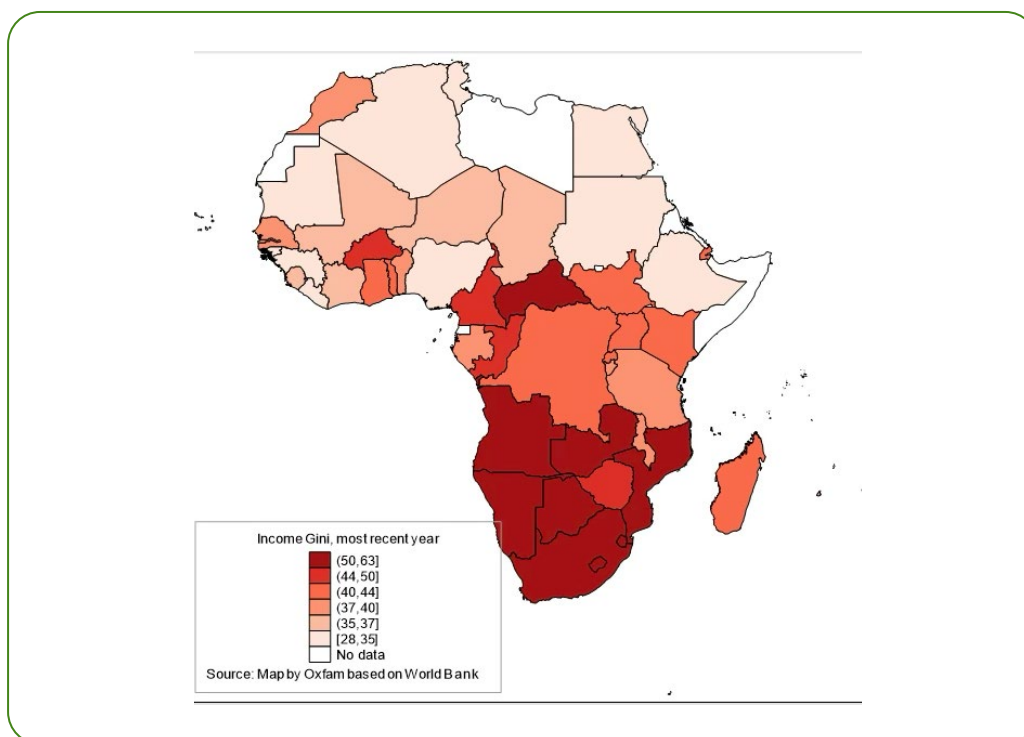 Income Gini, most recent year
(50,63]
(44,50]
(40,44]
(37,40]
(35,37]
[28,35]
No data
Source: Map by Oxfam based on World Bank